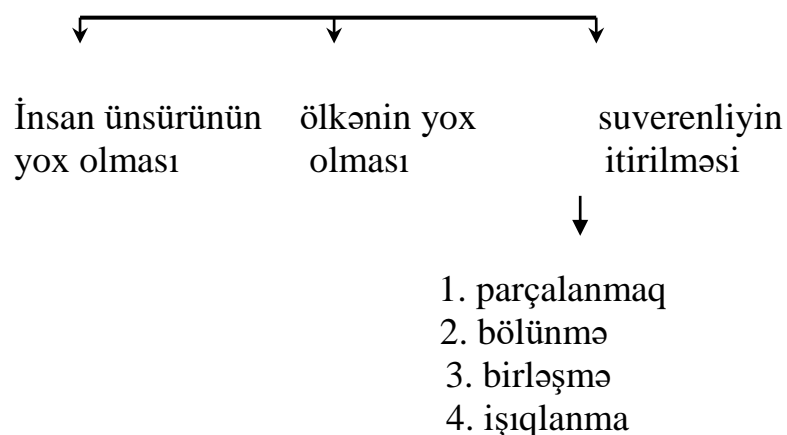 İnsan ünsürünün ölkənin yox suverenliyin
yox olması olması itirilməsi
1. parçalanmaq
2. bölünmə
3. birləşmə
4. işıqlanma